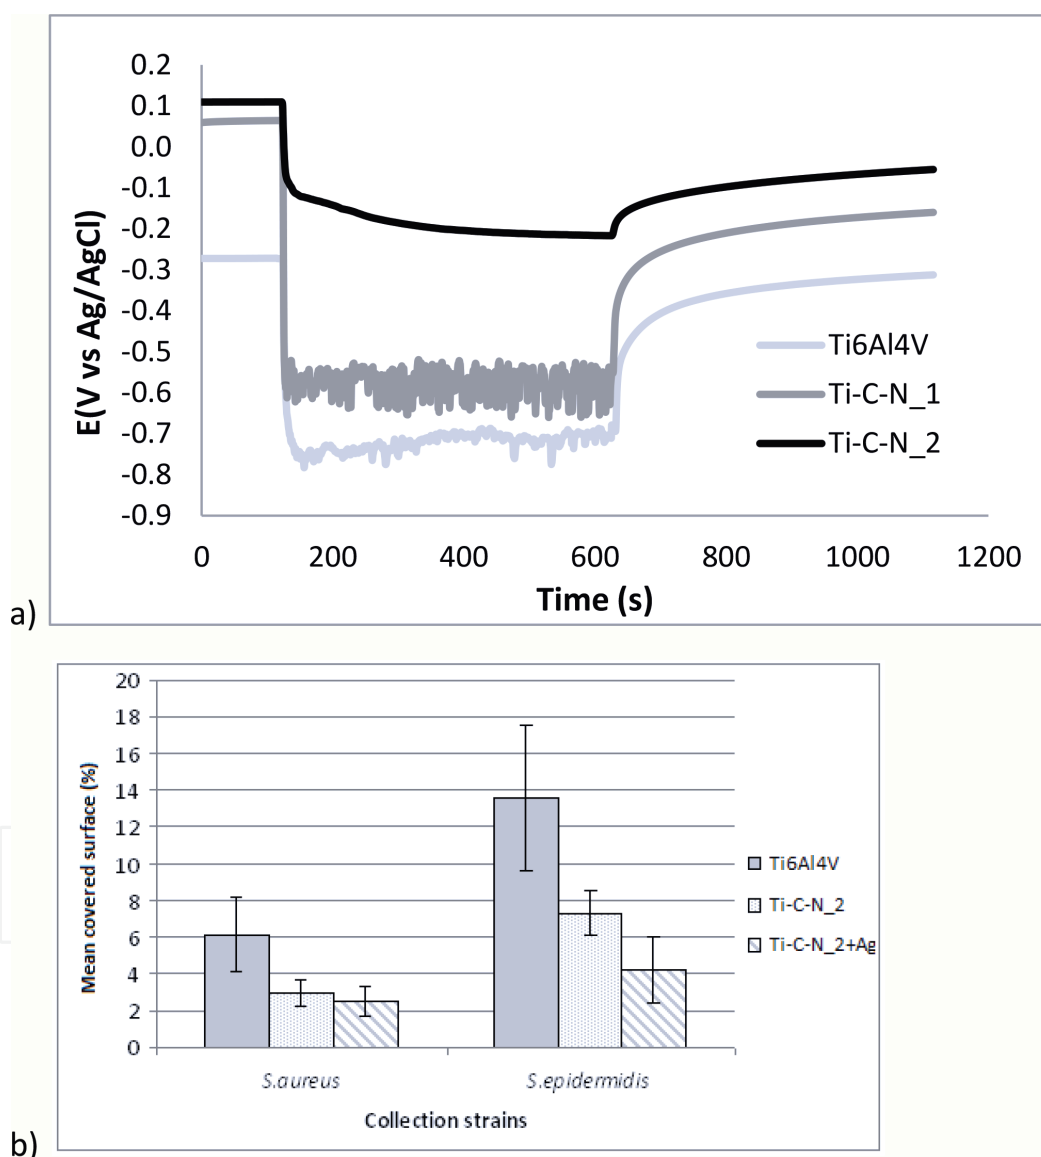 0.2
0.1
0.0
-0.1
-0.2
-0.3
-0.4
-0.5
-0.6
-0.7
-0.8
-0.9
E(V vs Ag/AgCl)
Ti6Al4V
Ti-C-N_1
Ti-C-N_2
0 200 400 600 800 1000 1200
Time (s)
a)
20
18
16
14
12
10
8
6
4
2
0
Mean covered surface (%)
Ti6Al4V
Ti-C-N_2
Ti-C-N_2+Ag
S.aureus S.epidermidis
Collection strains
b)